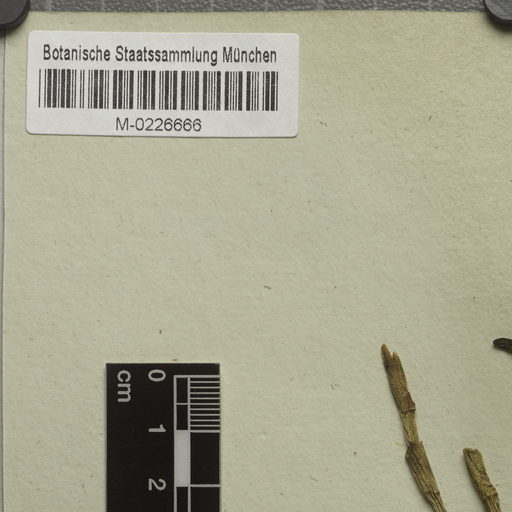 Botanische Staatssammlung München
M-0226666
cm
0
1
2